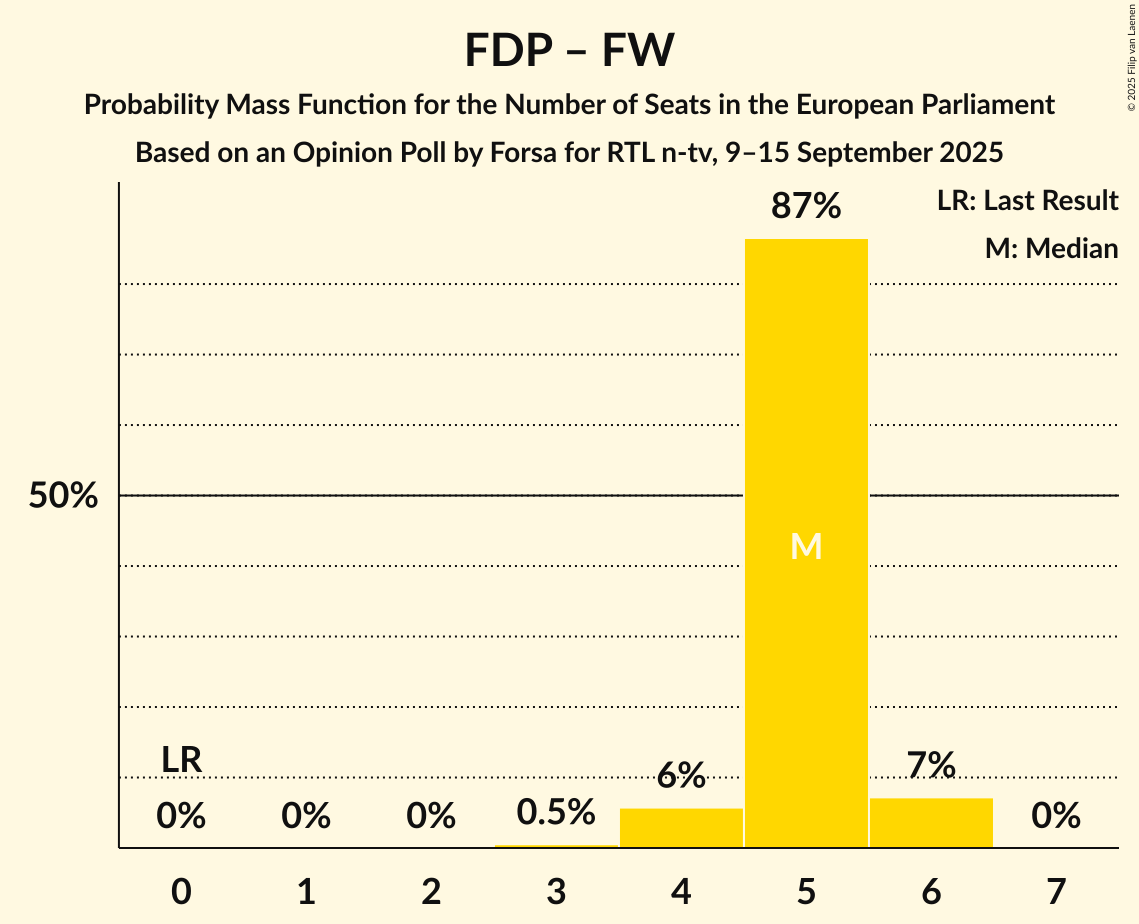 FDP – FW
Probability Mass Function for the Number of Seats in the European Parliament
Based on an Opinion Poll by Forsa for RTL n-tv, 9–15 September 2025
© 2025 Filip van Laenen
LR: Last Result
M: Median
87%
50%
M
LR
0%
0%
0%
0.5%
6%
7%
0%
0 1 2 3 4 5 6 7